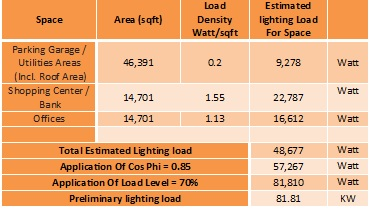 Space Area (sqft) Load Density Watt/sqft Estimated lighting Load For Space
Parking Garage / Utilities Areas (Incl. Roof Area) 46,391 0.2 9,278 Watt
Shopping Center / Bank 14,701 1.55 22,787 Watt
Offices 14,701 1.13 16,612 Watt
Total Estimated Lighting load 48,677 Watt
Application Of Cos Phi = 0.85 57,267 Watt
Application Of Load Level = 70% 81,810 Watt
Preliminary lighting load 81.81 KW